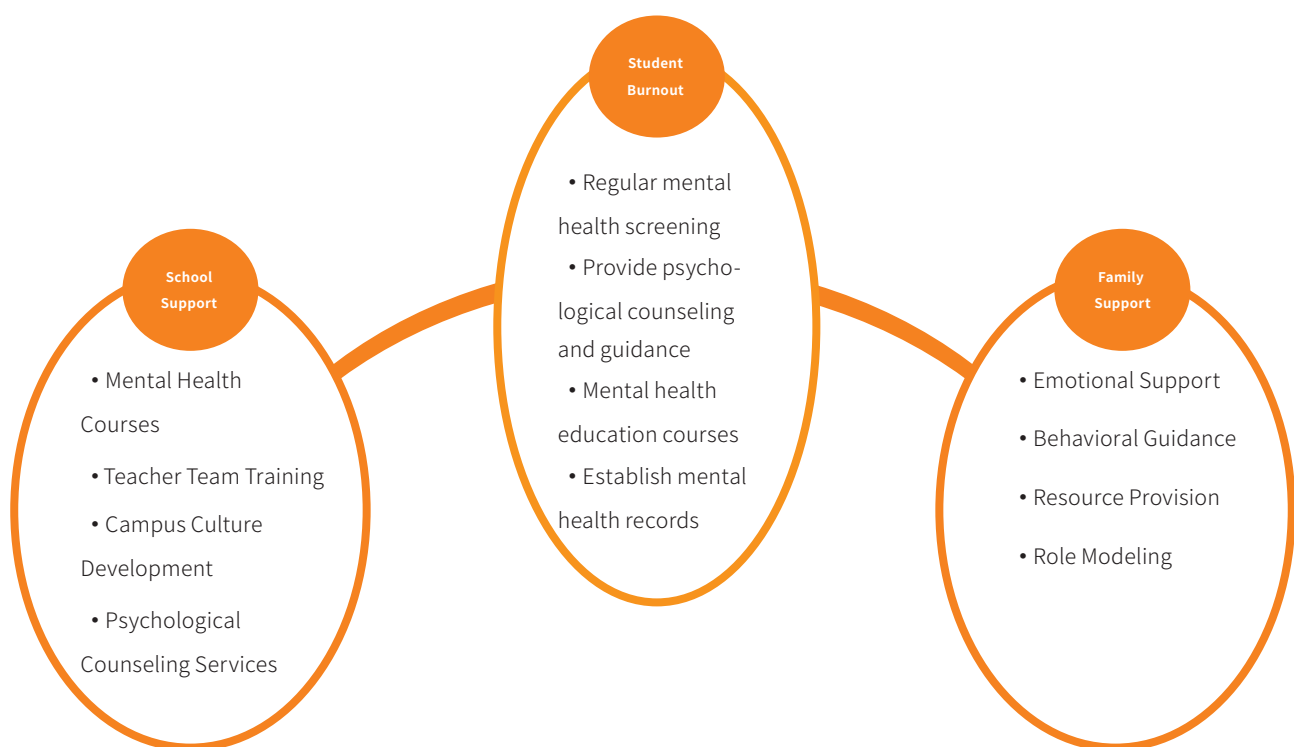 Student
Burnout
• Regular mental
health screening
• Provide psycho-
logical counseling
and guidance
• Mental health
education courses
• Establish mental
health records
School
Support
• Mental Health
Courses
• Teacher Team Training
• Campus Culture
Development
• Psychological
Counseling Services
Family
Support
• Emotional Support
• Behavioral Guidance
• Resource Provision
• Role Modeling